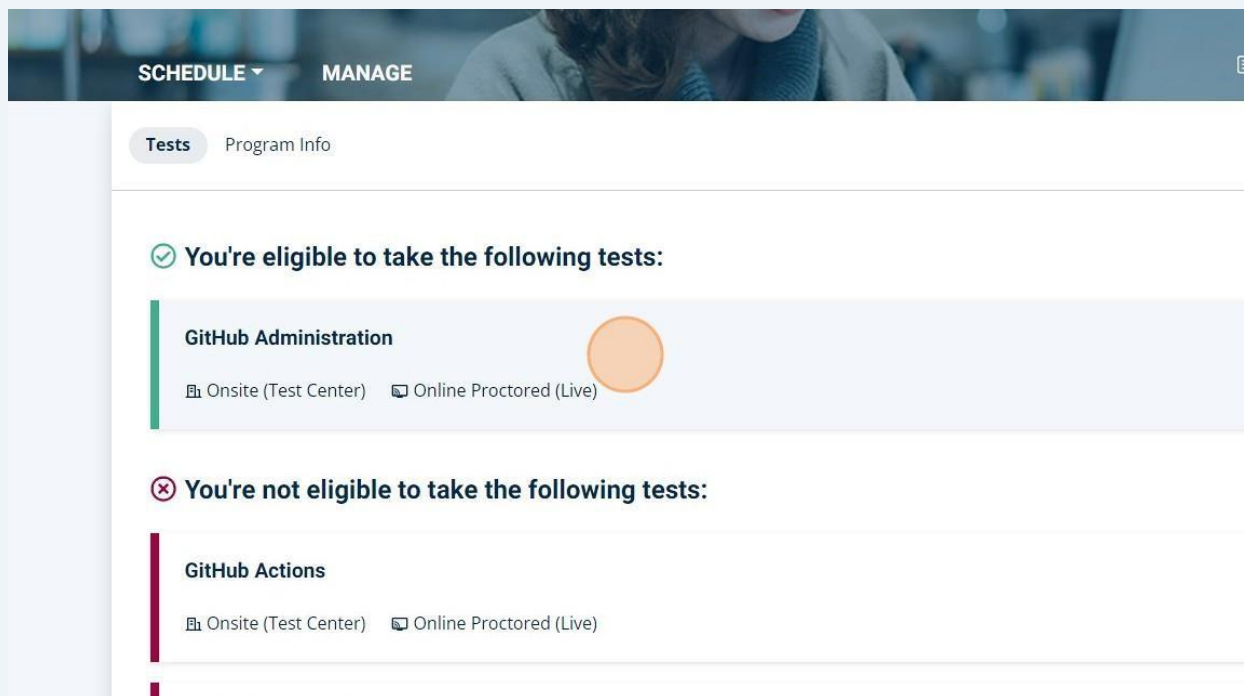 SCHEDULE MANAGE
Tests Program Info
You're eligible to take the following tests:
GitHub Administration
Onsite (Test Center) Online Proctored (Live)
You're not eligible to take the following tests:
GitHub Actions
Onsite (Test Center) Online Proctored (Live)